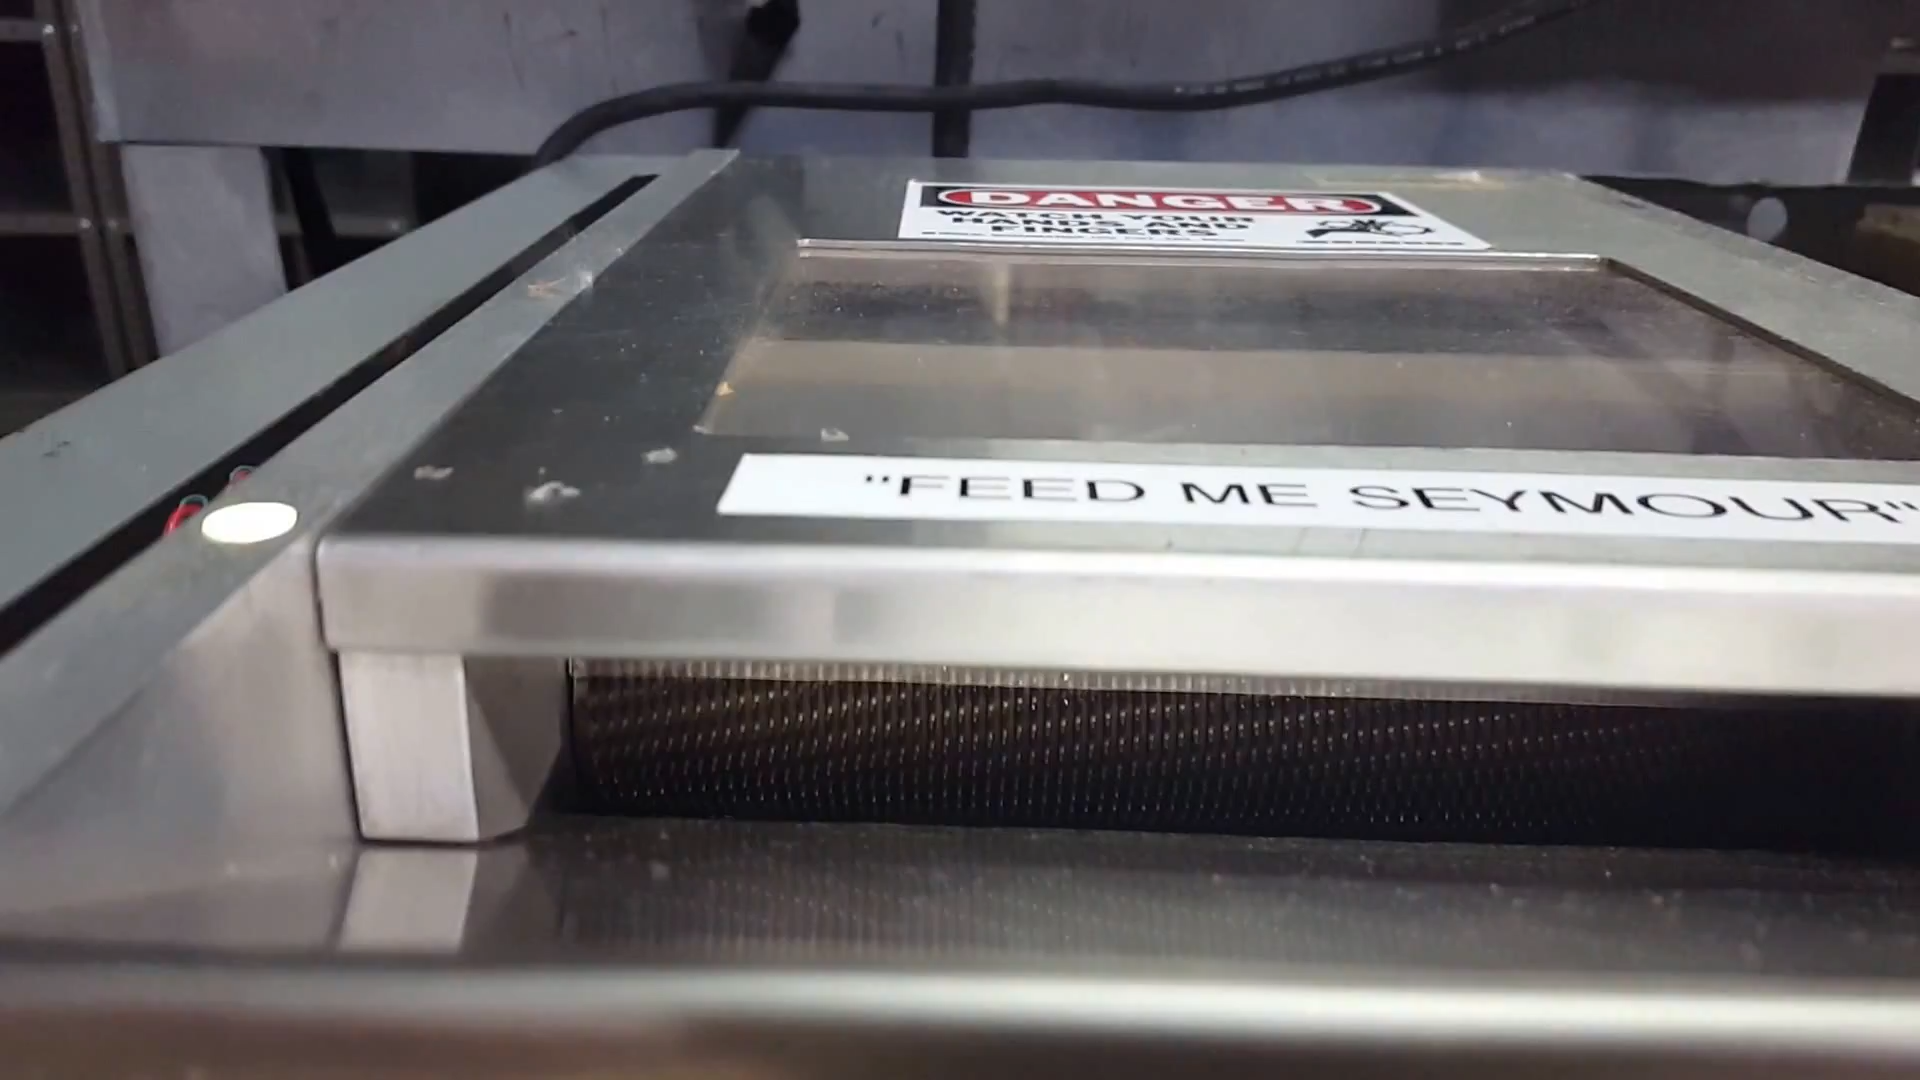 DANGER
WATCH YOUR
HANDS AND
FINGERS
"FEED ME SEYMOUR"